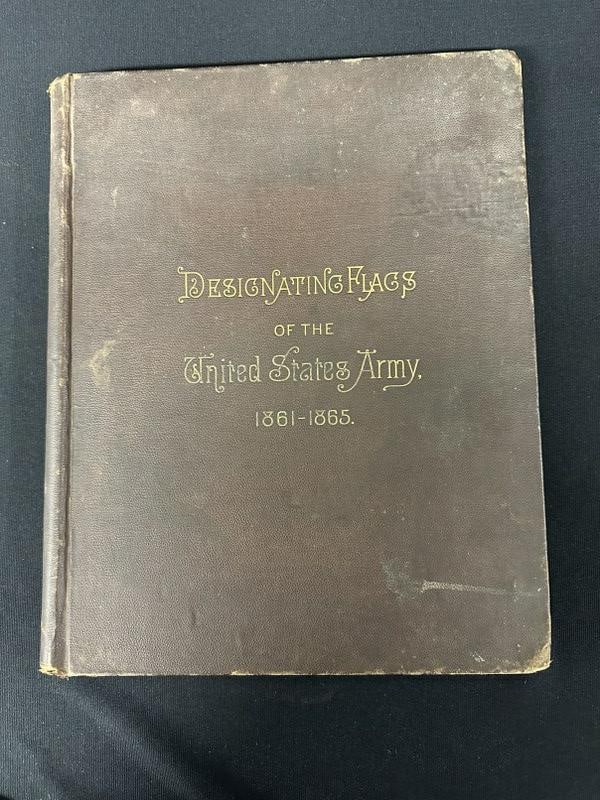 DESIGNATING FLAGS
OF THE
United States Army,
1861-1865.